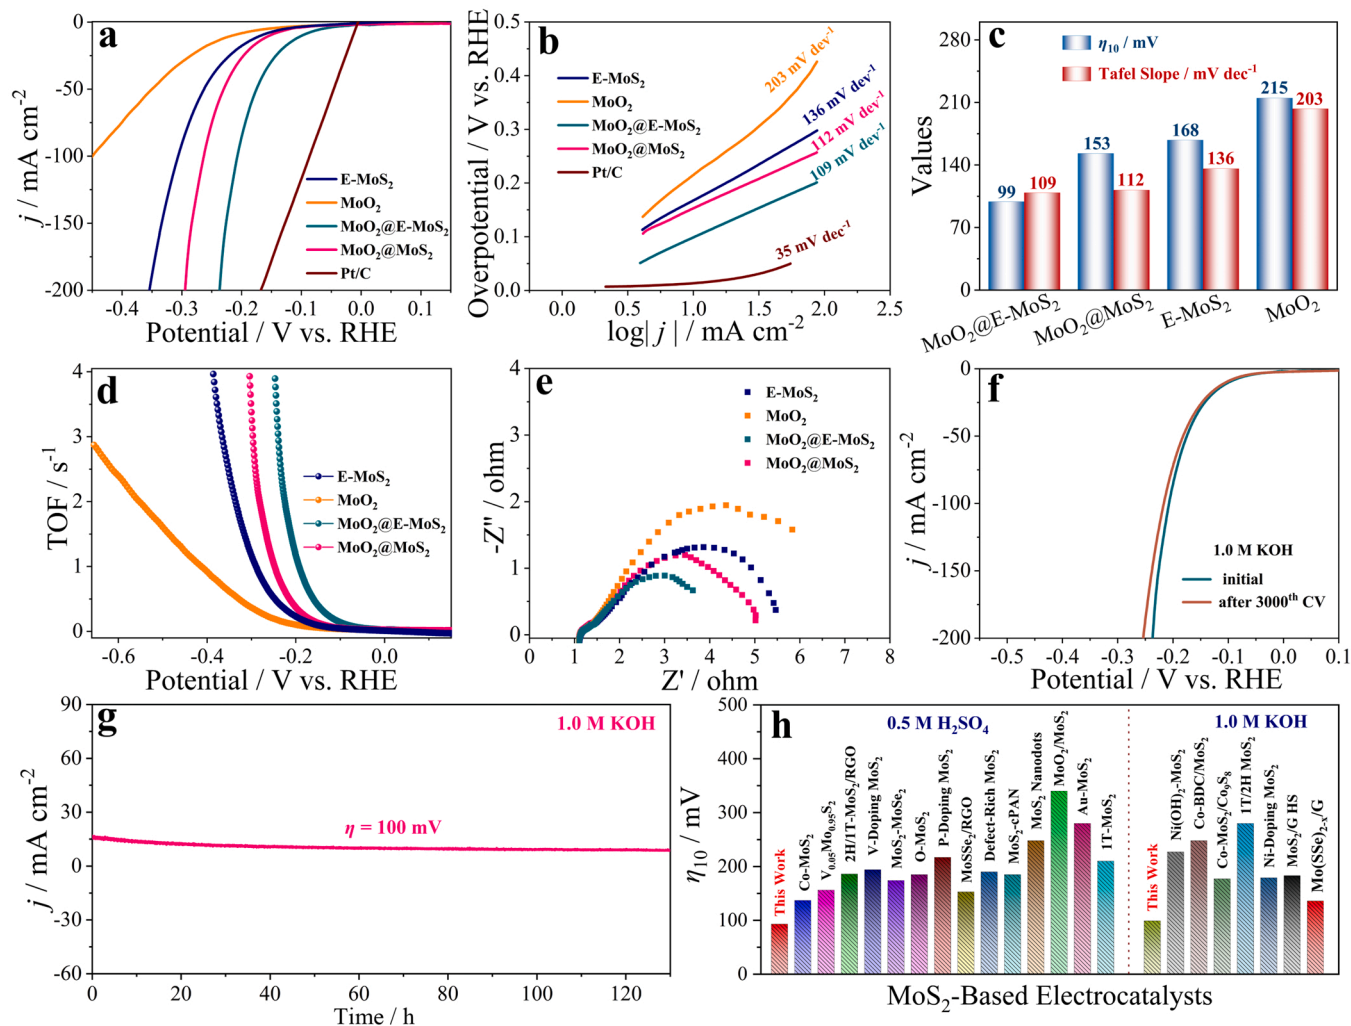 a
0
-50
-100
-150
-200
j / mA cm⁻²
-0.4
-0.3
-0.2
-0.1
0.0
0.1
Potential / V vs. RHE
E-MoS₂
MoO₂
MoO₂@E-MoS₂
MoO₂@MoS₂
Pt/C
b
0.5
0.4
0.3
0.2
0.1
0.0
Overpotential / V vs. RHE
0.0
0.5
1.0
1.5
2.0
2.5
log| j | / mA cm⁻²
E-MoS₂
MoO₂
MoO₂@E-MoS₂
MoO₂@MoS₂
Pt/C
203 mV dev⁻¹
136 mV dev⁻¹
112 mV dev⁻¹
109 mV dev⁻¹
35 mV dec⁻¹
c
280
210
140
70
0
Values
η₁₀ / mV
Tafel Slope / mV dec⁻¹
99
109
153
112
168
136
215
203
MoO₂@E-MoS₂
MoO₂@MoS₂
E-MoS₂
MoO₂
d
4
3
2
1
0
TOF / s⁻¹
-0.6
-0.4
-0.2
0.0
Potential / V vs. RHE
E-MoS₂
MoO₂
MoO₂@E-MoS₂
MoO₂@MoS₂
e
4
3
2
1
0
-Z" / ohm
0
1
2
3
4
5
6
7
8
Z' / ohm
E-MoS₂
MoO₂
MoO₂@E-MoS₂
MoO₂@MoS₂
f
0
-50
-100
-150
-200
j / mA cm⁻²
-0.5
-0.4
-0.3
-0.2
-0.1
0.0
0.1
Potential / V vs. RHE
1.0 M KOH
initial
after 3000ᵗʰ CV
g
90
60
30
0
-30
-60
j / mA cm⁻²
0
20
40
60
80
100
120
Time / h
1.0 M KOH
η = 100 mV
h
500
400
300
200
100
0
η₁₀ / mV
0.5 M H₂SO₄
1.0 M KOH
This Work
Co-MoS₂
V₀.₀₅Mo₀.₉₅S₂
2H/1T-MoS₂/RGO
V-Doping MoS₂
MoS₂-MoSe₂
O-MoS₂
P-Doping MoS₂
MoSSe₂/RGO
Defect-Rich MoS₂
MoS₂-cPAN
MoS₂ Nanodots
MoO₂/MoS₂
Au-MoS₂
1T-MoS₂
This Work
Ni(OH)₂-MoS₂
Co-BDC/MoS₂
Co-MoS₂/Co₉S₈
1T/2H MoS₂
Ni-Doping MoS₂
MoS₂/G HS
Mo(SSe)₂₋ₓ/G
MoS₂-Based Electrocatalysts